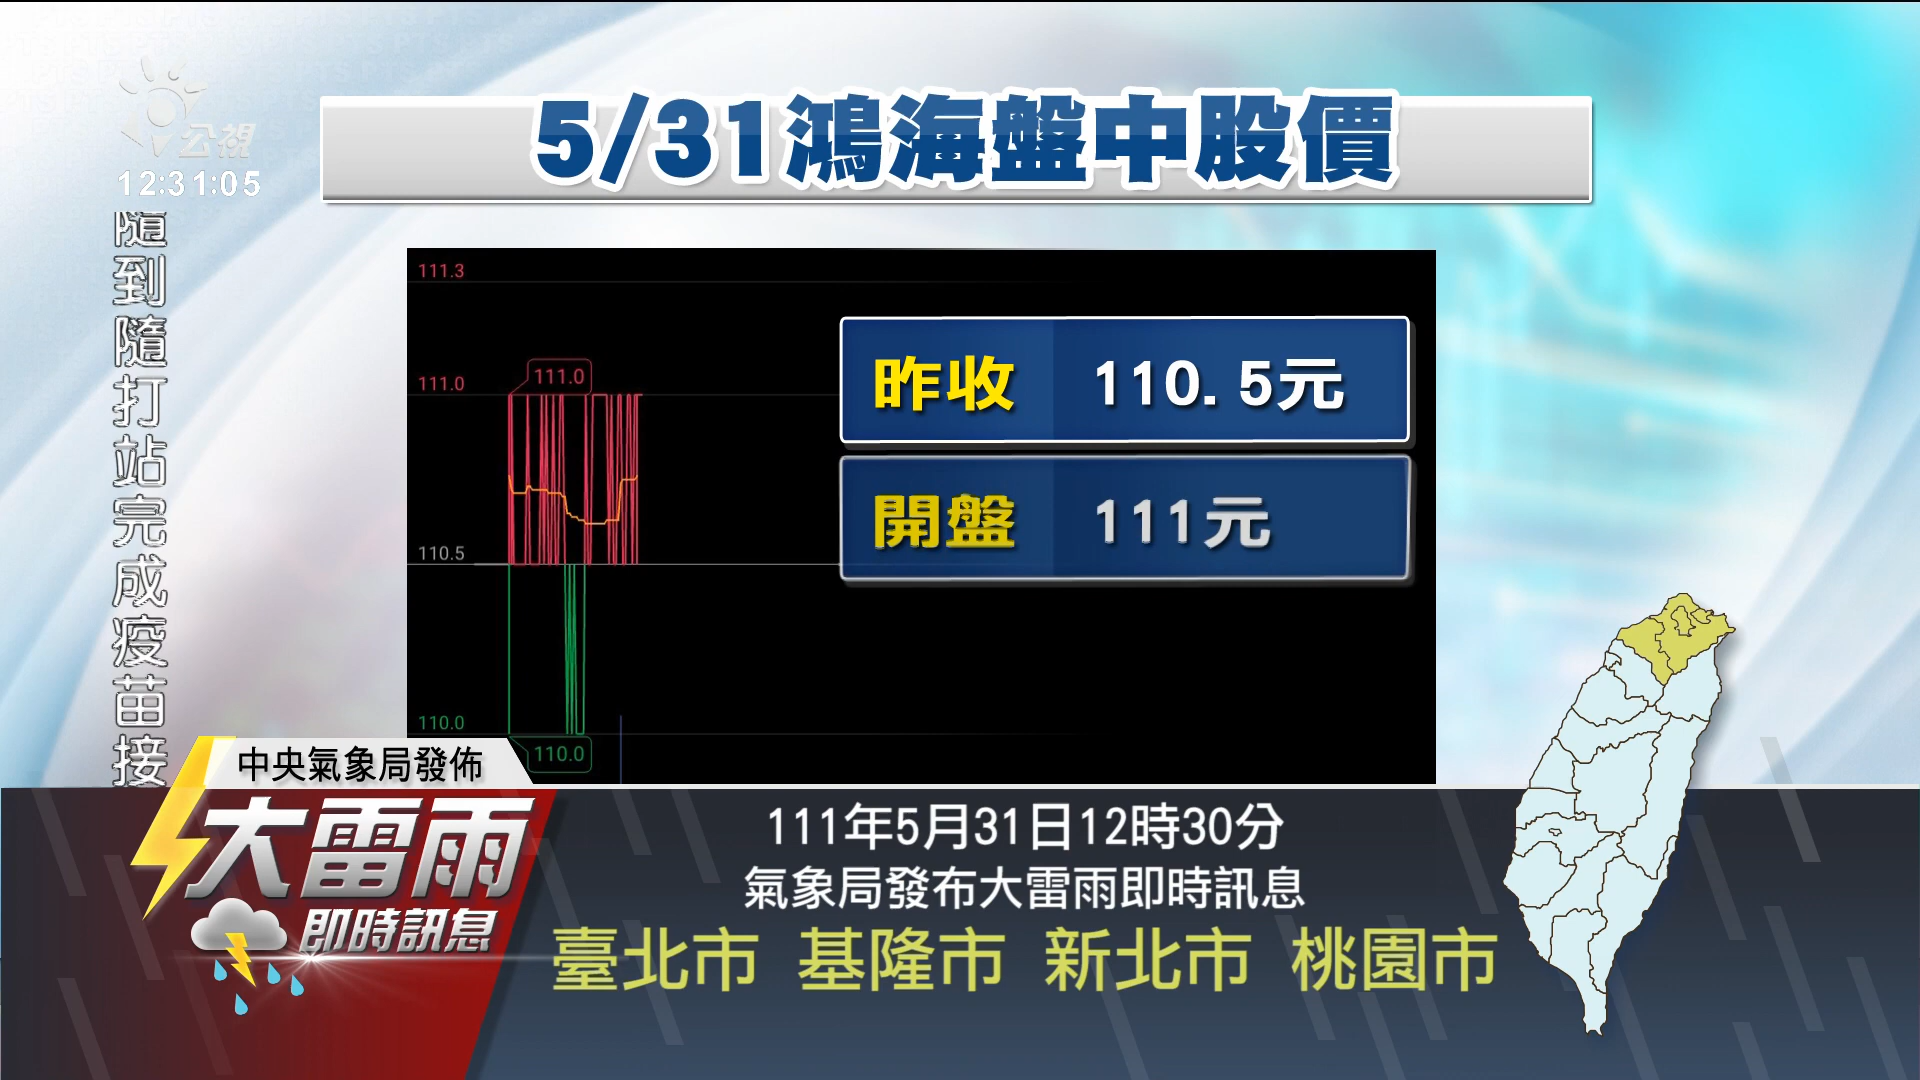 公視
12:31:05
5/31鴻海盤中股價
隨到隨打站完成疫苗接
111.3
111.0
111.0
110.5
110.0
110.0
昨收 110.5元
開盤 111元
中央氣象局發佈
大雷雨
即時訊息
111年5月31日12時30分
氣象局發布大雷雨即時訊息
臺北市 基隆市 新北市 桃園市